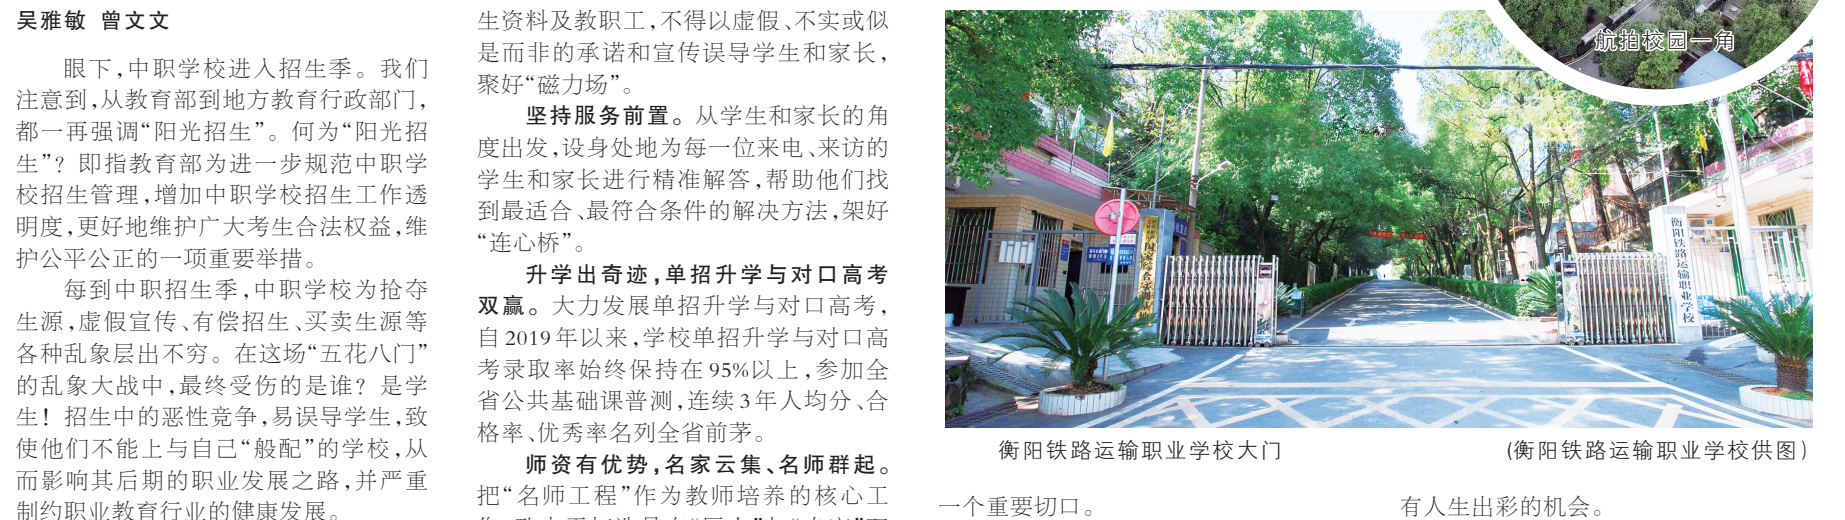 吴雅敏 曾文文
眼下,中职学校进入招生季。我们
注意到,从教育部到地方教育行政部门,
都一再强调“阳光招生”。何为“阳光招
生”?即指教育部为进一步规范中职学
校招生管理,增加中职学校招生工作透
明度,更好地维护广大考生合法权益,维
护公平公正的一项重要举措。
每到中职招生季,中职学校为抢夺
生源,虚假宣传、有偿招生、买卖生源等
各种乱象层出不穷。在这场“五花八门”
的乱象大战中,最终受伤的是谁?是学
生!招生中的恶性竞争,易误导学生,致
使他们不能上与自己“般配”的学校,从
而影响其后期的职业发展之路,并严重
制约职业教育行业的健康发展。
生资料及教职工,不得以虚假、不实或似
是而非的承诺和宣传误导学生和家长,
聚好“磁力场”。
坚持服务前置。从学生和家长的角
度出发,设身处地为每一位来电、来访的
学生和家长进行精准解答,帮助他们找
到最适合、最符合条件的解决方法,架好
“连心桥”。
升学出奇迹,单招升学与对口高考
双赢。大力发展单招升学与对口高考,
自2019年以来,学校单招升学与对口高
考录取率始终保持在95%以上,参加全
省公共基础课普测,连续3年人均分、合
格率、优秀率名列全省前茅。
师资有优势,名家云集、名师群起。
把“名师工程”作为教师培养的核心工
航拍校园一角
衡阳铁路运输职业学校
衡阳铁路运输职业学校大门
(衡阳铁路运输职业学校供图)
一个重要切口。
有人生出彩的机会。